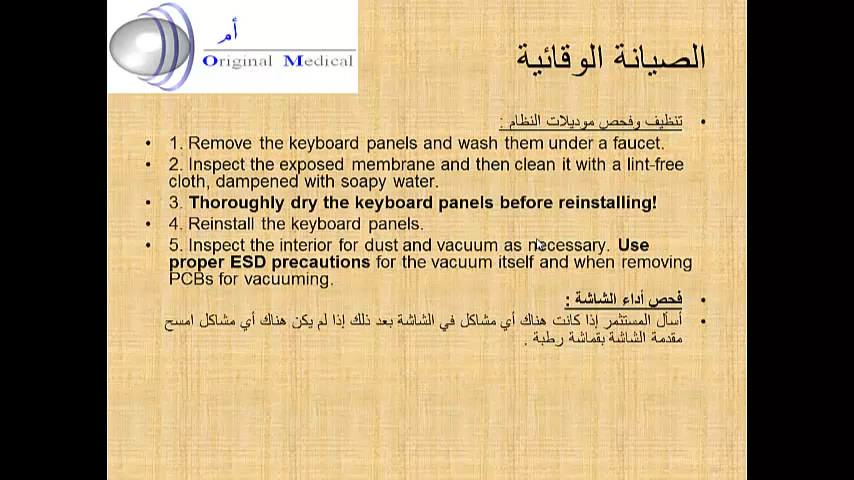 أم
Original Medical
الصيانة الوقائية
• تنظيف وفحص موديلات النظام :
• 1. Remove the keyboard panels and wash them under a faucet.
• 2. Inspect the exposed membrane and then clean it with a lint-free
cloth, dampened with soapy water.
• 3. Thoroughly dry the keyboard panels before reinstalling!
• 4. Reinstall the keyboard panels.
• 5. Inspect the interior for dust and vacuum as necessary. Use
proper ESD precautions for the vacuum itself and when removing
PCBs for vacuuming.
• فحص أداء الشاشة :
• أسأل المستثمر إذا كانت هناك أي مشاكل في الشاشة بعد ذلك إذا لم يكن هناك أي مشاكل امسح
مقدمة الشاشة بقماشة رطبة .